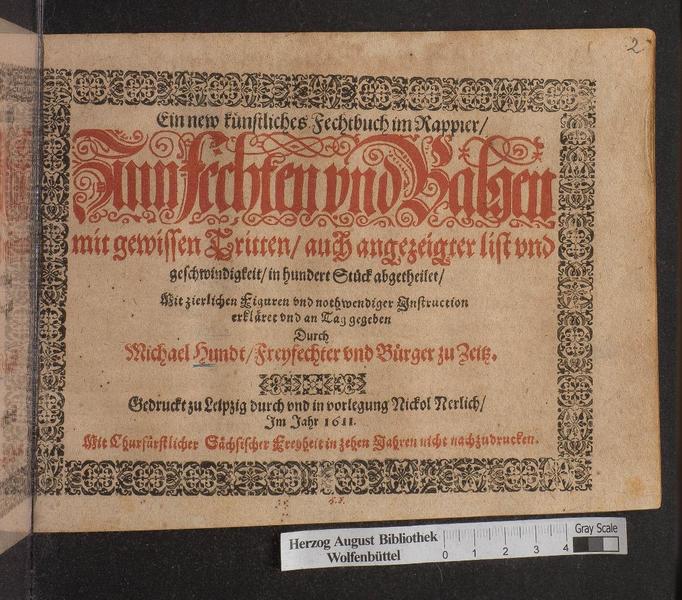 2
Ein new künstliches Fechtbuch im Rappier/
Zum fechten vnd Balgen
mit gewissen Tritten/ auch angezeigter list vnd
geschwindigkeit/ in hundert Stück abgetheilet/
Mit zierlichen Figuren vnd nothwendiger Instruction
erkläret vnd an Tag gegeben
Durch
Michael Hundt/ Freyfechter vnd Bürger zu Zeitz.
Gedruckt zu Leipzig durch vnd in vorlegung Nickol Nerlich/
Im Jahr 1611.
Mit Churfürstlicher Sächsischer Freyheit in zehen Jahren nicht nachzudrucken.
Herzog August Bibliothek
Wolfenbüttel
0 1 2 3 4
Gray Scale